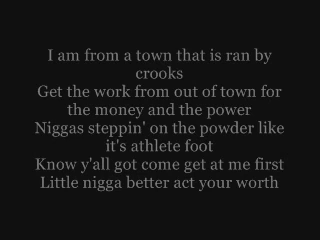 I am from a town that is ran by
crooks
Get the work from out of town for
the money and the power
Niggas steppin' on the powder like
it's athlete foot
Know y'all got come get at me first
Little nigga better act your worth